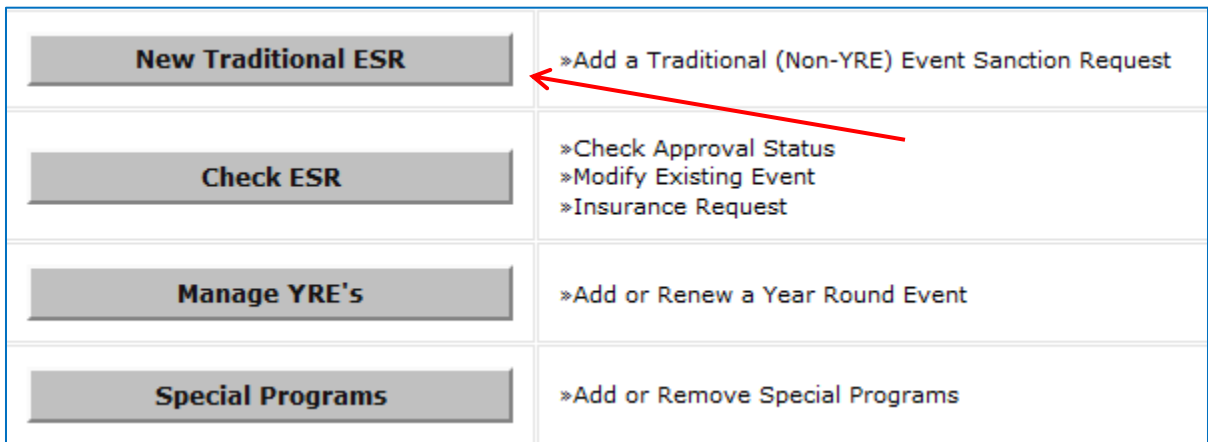 New Traditional ESR
»Add a Traditional (Non-YRE) Event Sanction Request
Check ESR
»Check Approval Status
»Modify Existing Event
»Insurance Request
Manage YRE's
»Add or Renew a Year Round Event
Special Programs
»Add or Remove Special Programs